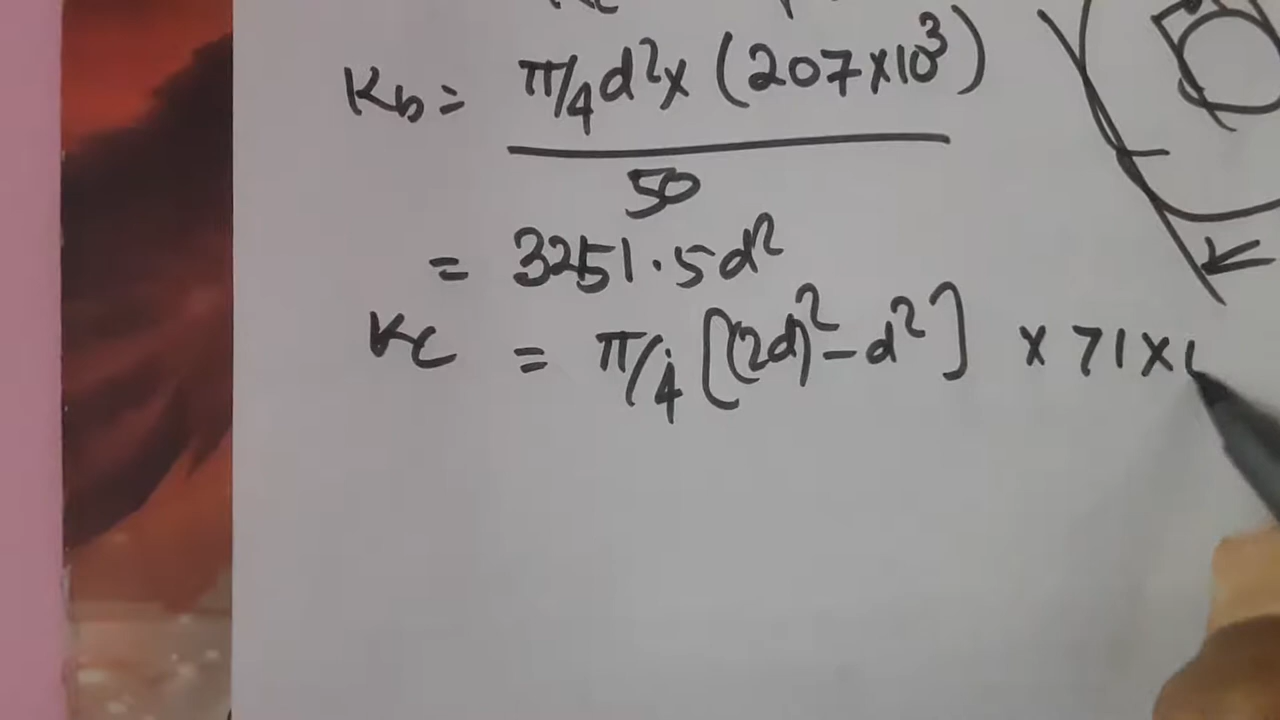 Kb = π/4 d² x (207x10³)
50
= 3251.5d²
Kc = π/4 [(2d)² - d²] x 71 x